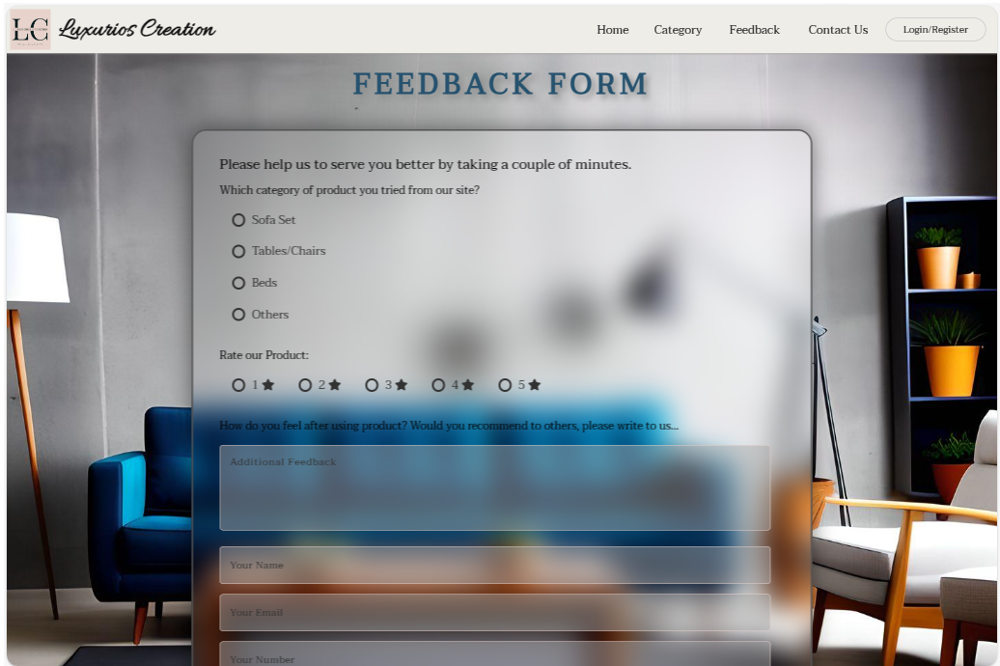 LC
Luxurios Creation
Home Category Feedback Contact Us Login/Register
FEEDBACK FORM
Please help us to serve you better by taking a couple of minutes.
Which category of product you tried from our site?
Sofa Set
Tables/Chairs
Beds
Others
Rate our Product:
1 ★ 2 ★ 3 ★ 4 ★ 5 ★
How do you feel after using product? Would you recommend to others, please write to us...
Additional Feedback
Your Name
Your Email
Your Number